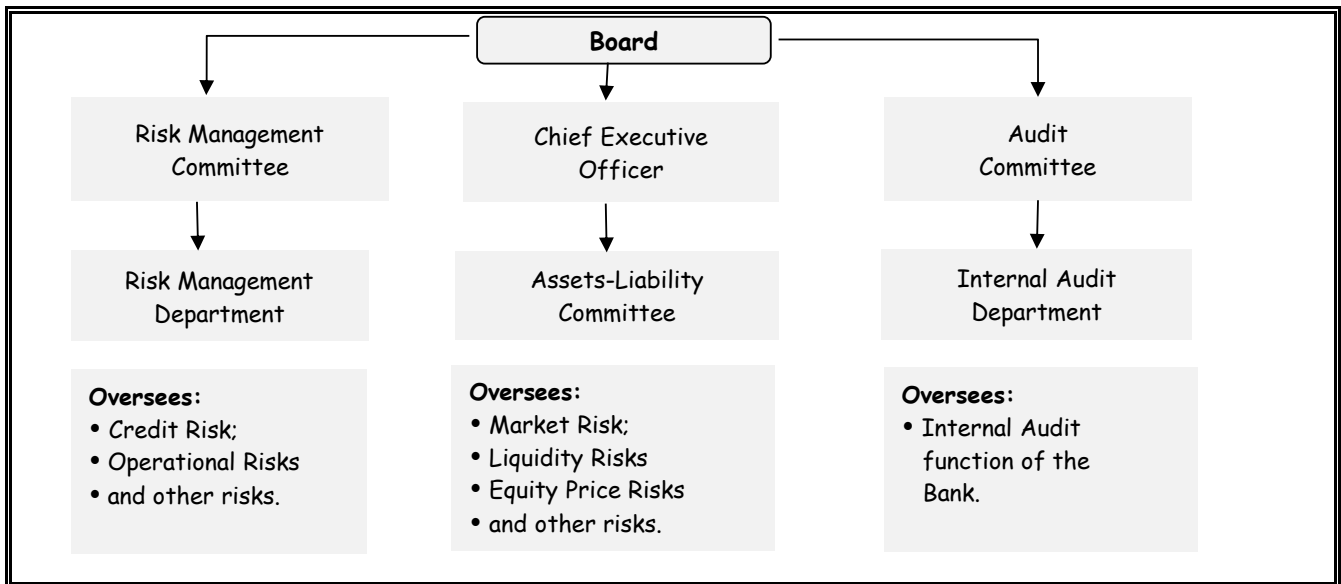 Board
Risk Management
Committee
Chief Executive
Officer
Audit
Committee
Risk Management
Department
Assets-Liability
Committee
Internal Audit
Department
Oversees:
• Credit Risk;
• Operational Risks
• and other risks.
Oversees:
• Market Risk;
• Liquidity Risks
• Equity Price Risks
• and other risks.
Oversees:
• Internal Audit
function of the
Bank.